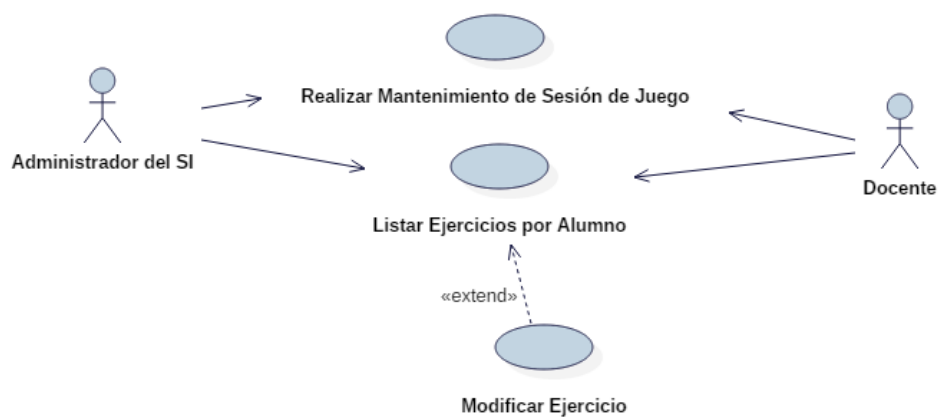 Realizar Mantenimiento de Sesión de Juego
Administrador del SI
Docente
Listar Ejercicios por Alumno
«extend»
Modificar Ejercicio